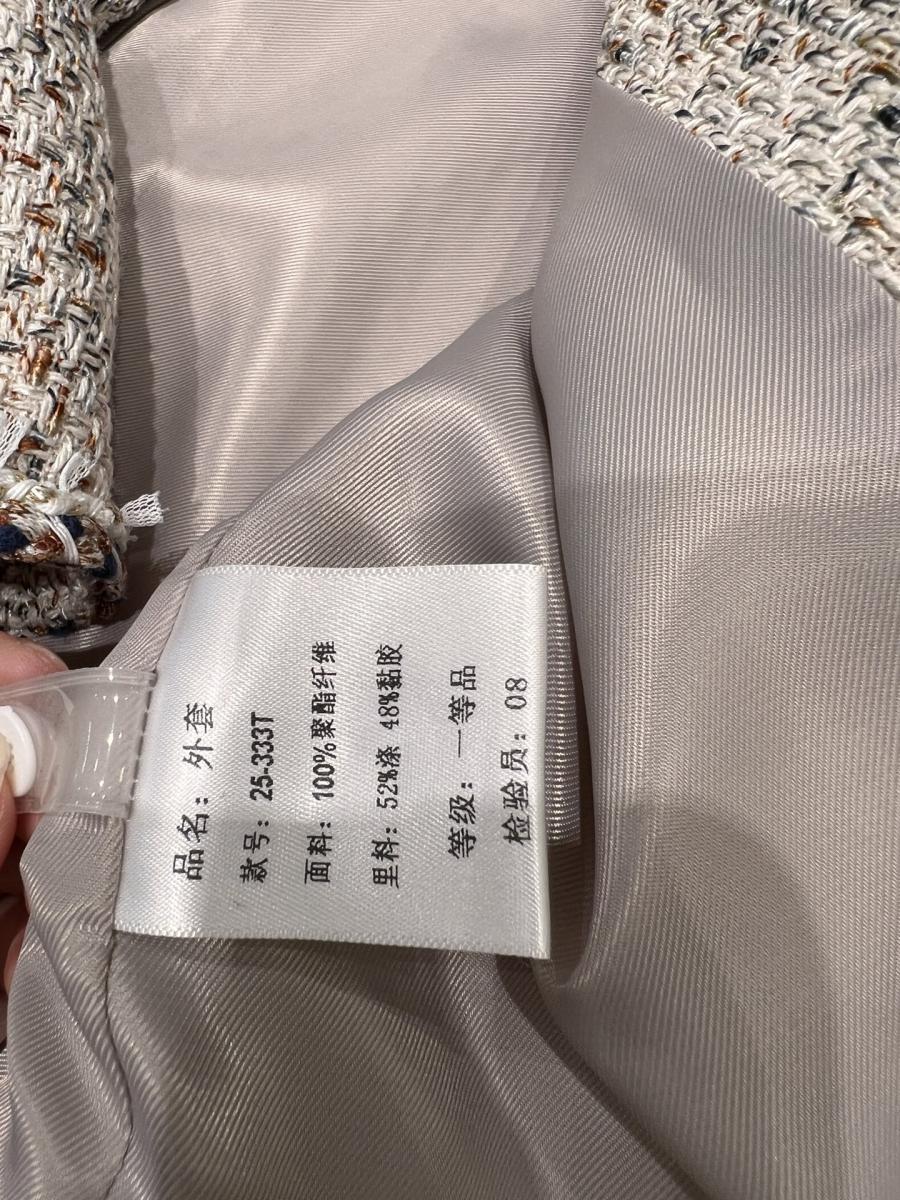 品名：外套
款号：25-333T
面料：100%聚酯纤维
里料：52%涤 48%黏胶
等级：一等品
检验员：08